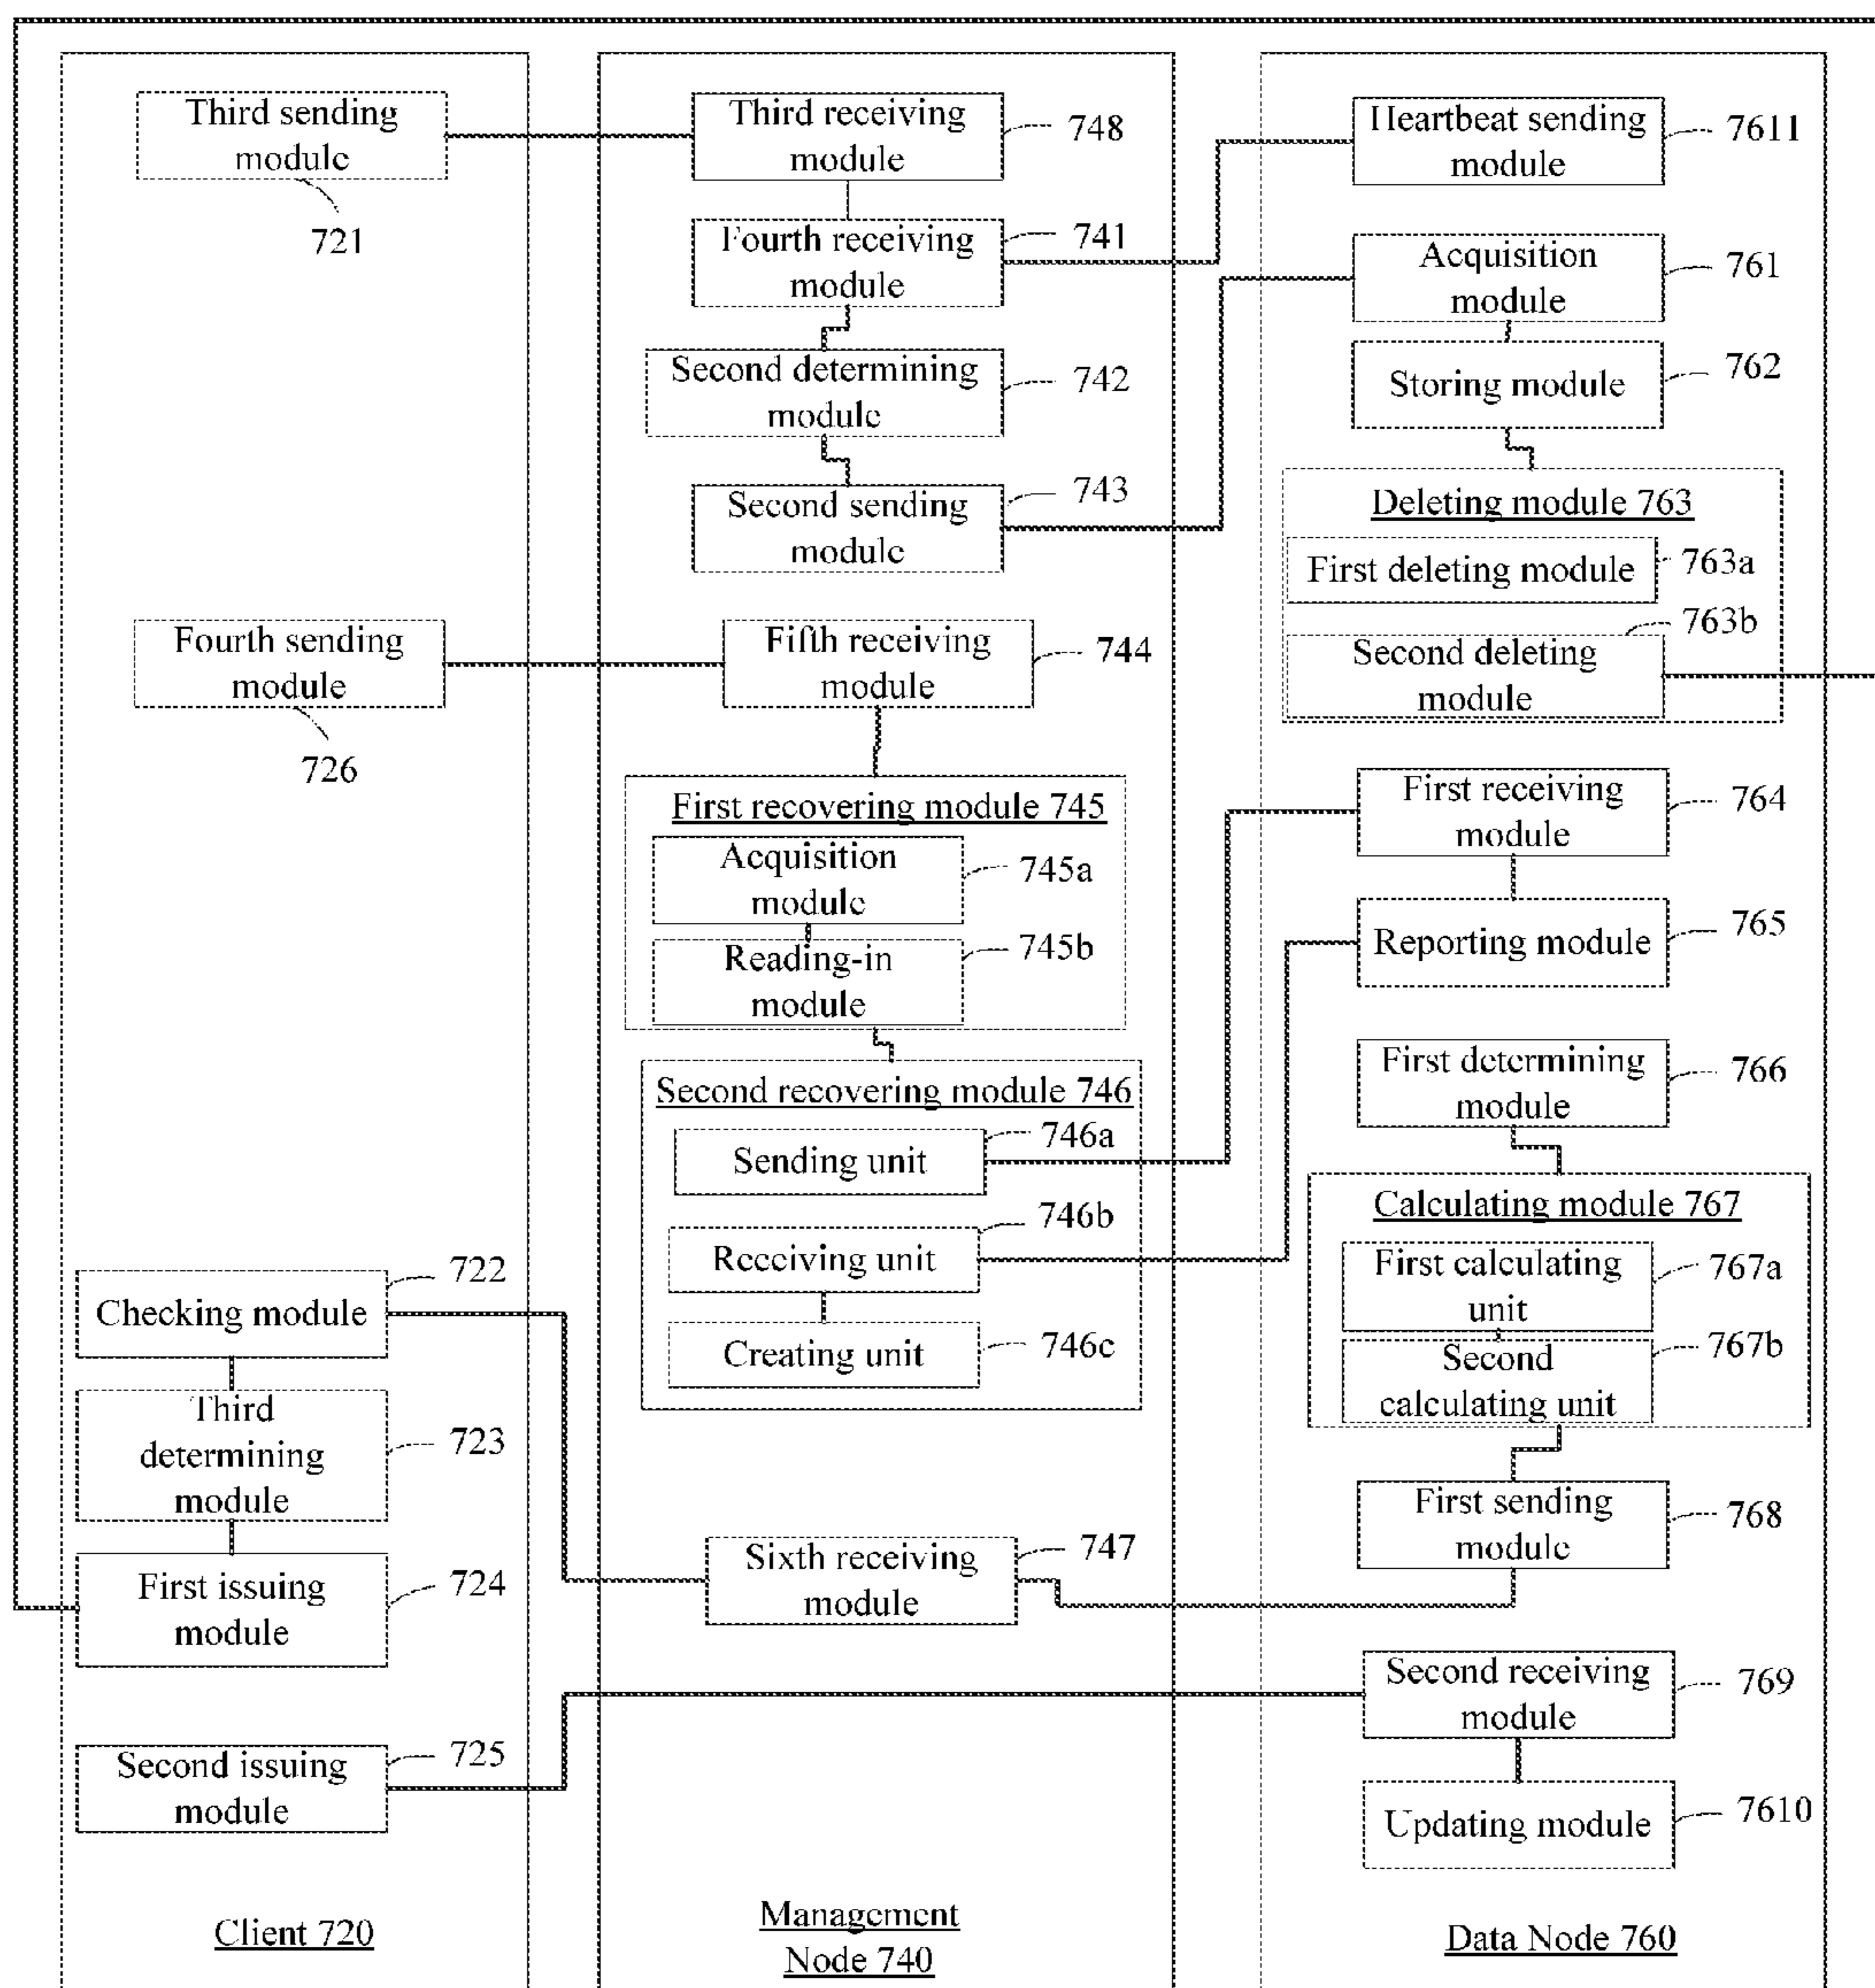 Third sending
module
721
Fourth sending
module
726
Checking module
722
Third
determining
module
723
First issuing
module
724
Second issuing
module
725
Client 720
Third receiving
module
748
Fourth receiving
module
741
Second determining
module
742
Second sending
module
743
Fifth receiving
module
744
First recovering module 745
Acquisition
module
745a
Reading-in
module
745b
Second recovering module 746
Sending unit
746a
Receiving unit
746b
Creating unit
746c
Sixth receiving
module
747
Management
Node 740
Heartbeat sending
module
7611
Acquisition
module
761
Storing module
762
Deleting module 763
First deleting module
763a
Second deleting
module
763b
First receiving
module
764
Reporting module
765
First determining
module
766
Calculating module 767
First calculating
unit
767a
Second
calculating unit
767b
First sending
module
768
Second receiving
module
769
Updating module
7610
Data Node 760